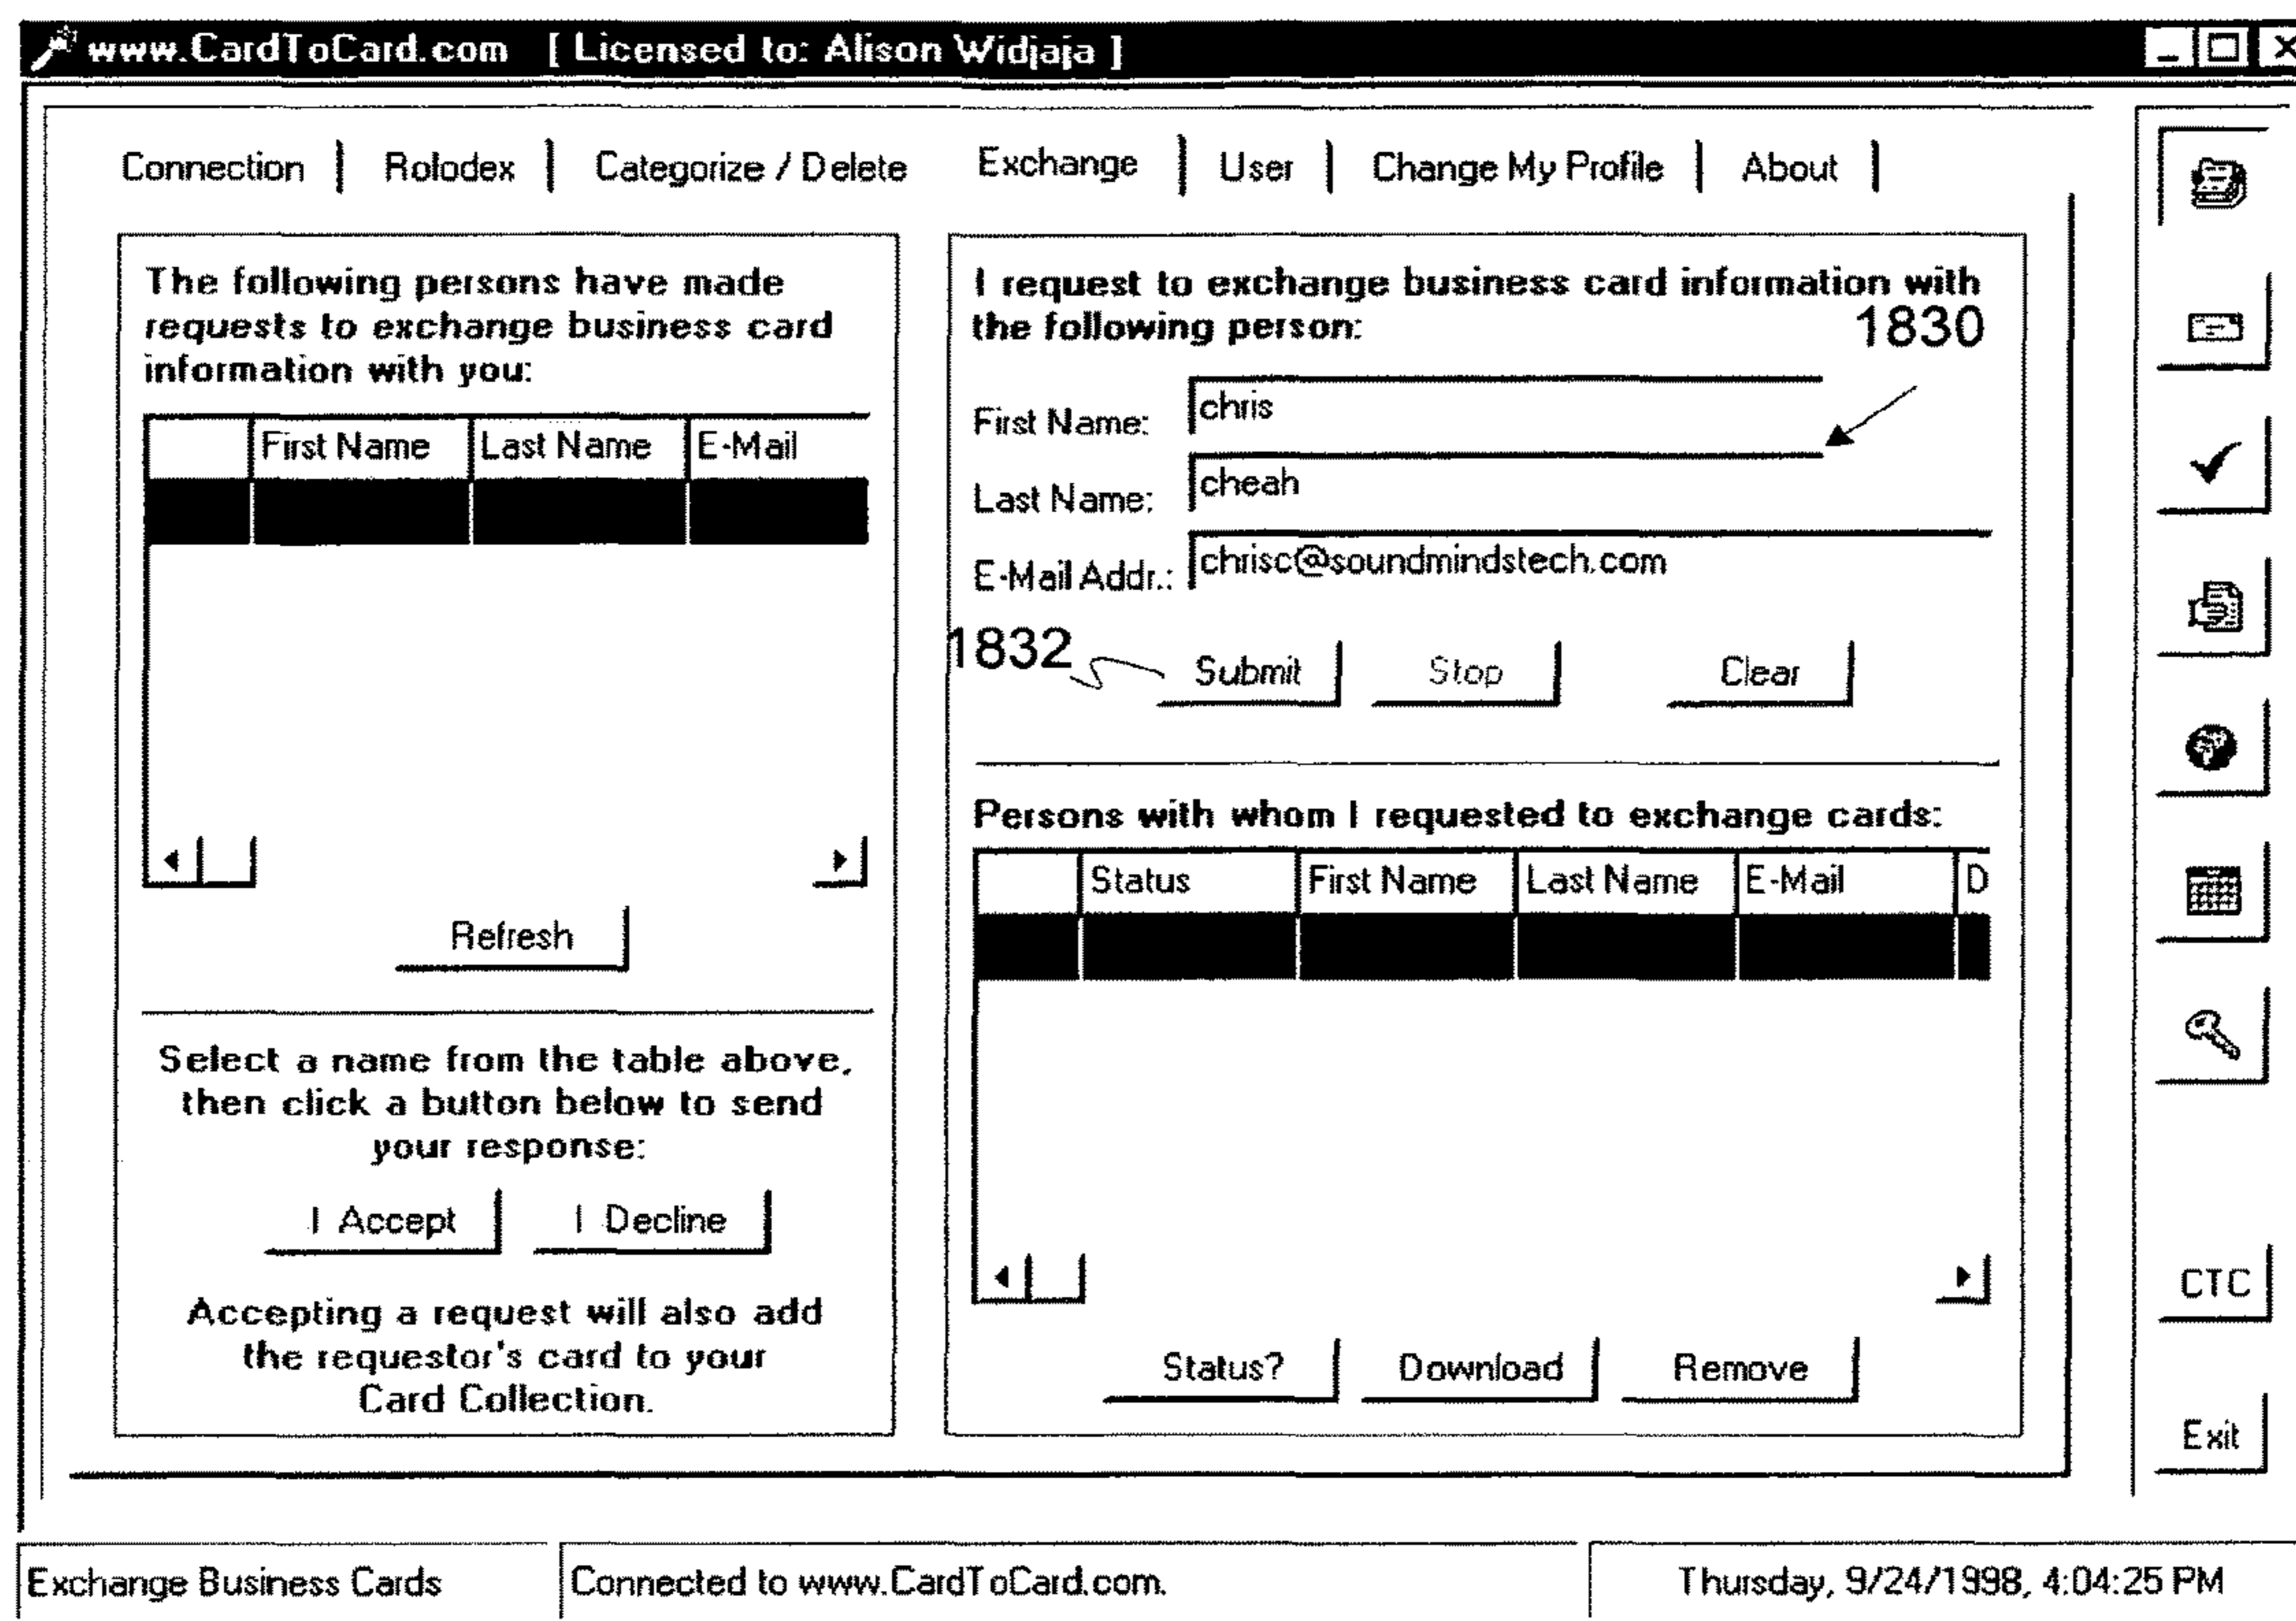 www.CardToCard.com [ Licensed to: Alison Widjaja ]
Connection | Rolodex | Categorize / Delete Exchange | User | Change My Profile | About |
The following persons have made
requests to exchange business card
information with you:
First Name Last Name E-Mail
Refresh
Select a name from the table above,
then click a button below to send
your response:
I Accept I Decline
Accepting a request will also add
the requestor's card to your
Card Collection.
I request to exchange business card information with
the following person:
1830
First Name: chris
Last Name: cheah
E-Mail Addr.: chrisc@soundmindstech.com
1832
Submit Stop Clear
Persons with whom I requested to exchange cards:
Status First Name Last Name E-Mail D
Status? Download Remove
CTC
Exit
Exchange Business Cards Connected to www.CardToCard.com. Thursday, 9/24/1998, 4:04:25 PM